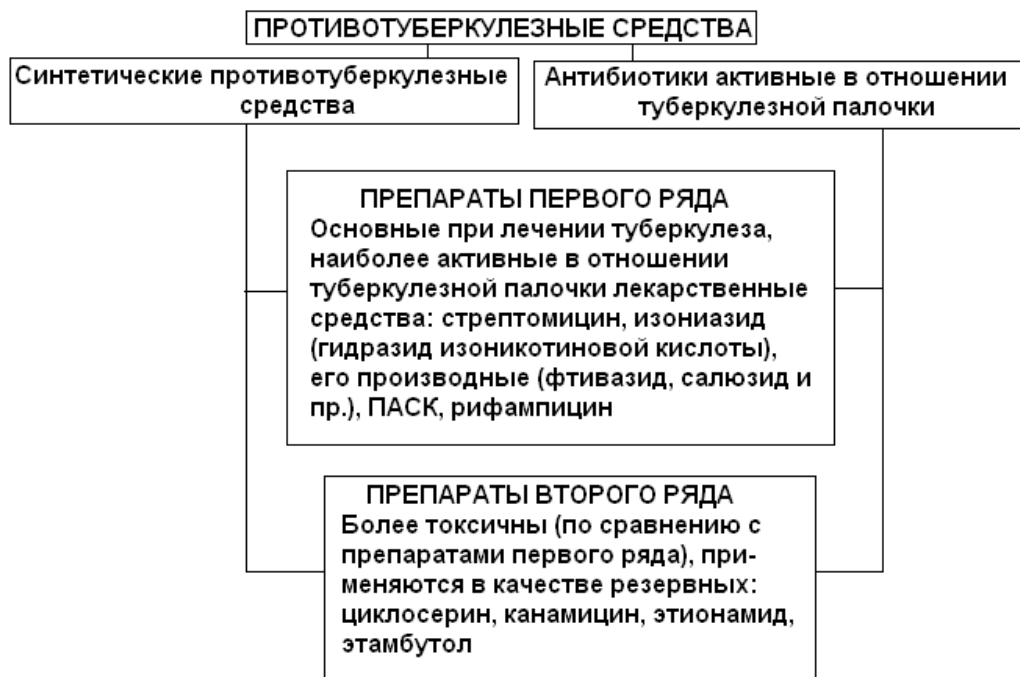 ПРОТИВОТУБЕРКУЛЕЗНЫЕ СРЕДСТВА
Синтетические противотуберкулезные
средства
Антибиотики активные в отношении
туберкулезной палочки
ПРЕПАРАТЫ ПЕРВОГО РЯДА
Основные при лечении туберкулеза,
наиболее активные в отношении
туберкулезной палочки лекарственные
средства: стрептомицин, изониазид
(гидразид изоникотиновой кислоты),
его производные (фтивазид, салюзид и
пр.), ПАСК, рифампицин
ПРЕПАРАТЫ ВТОРОГО РЯДА
Более токсичны (по сравнению с
препаратами первого ряда), при-
меняются в качестве резервных:
циклосерин, канамицин, этионамид,
этамбутол